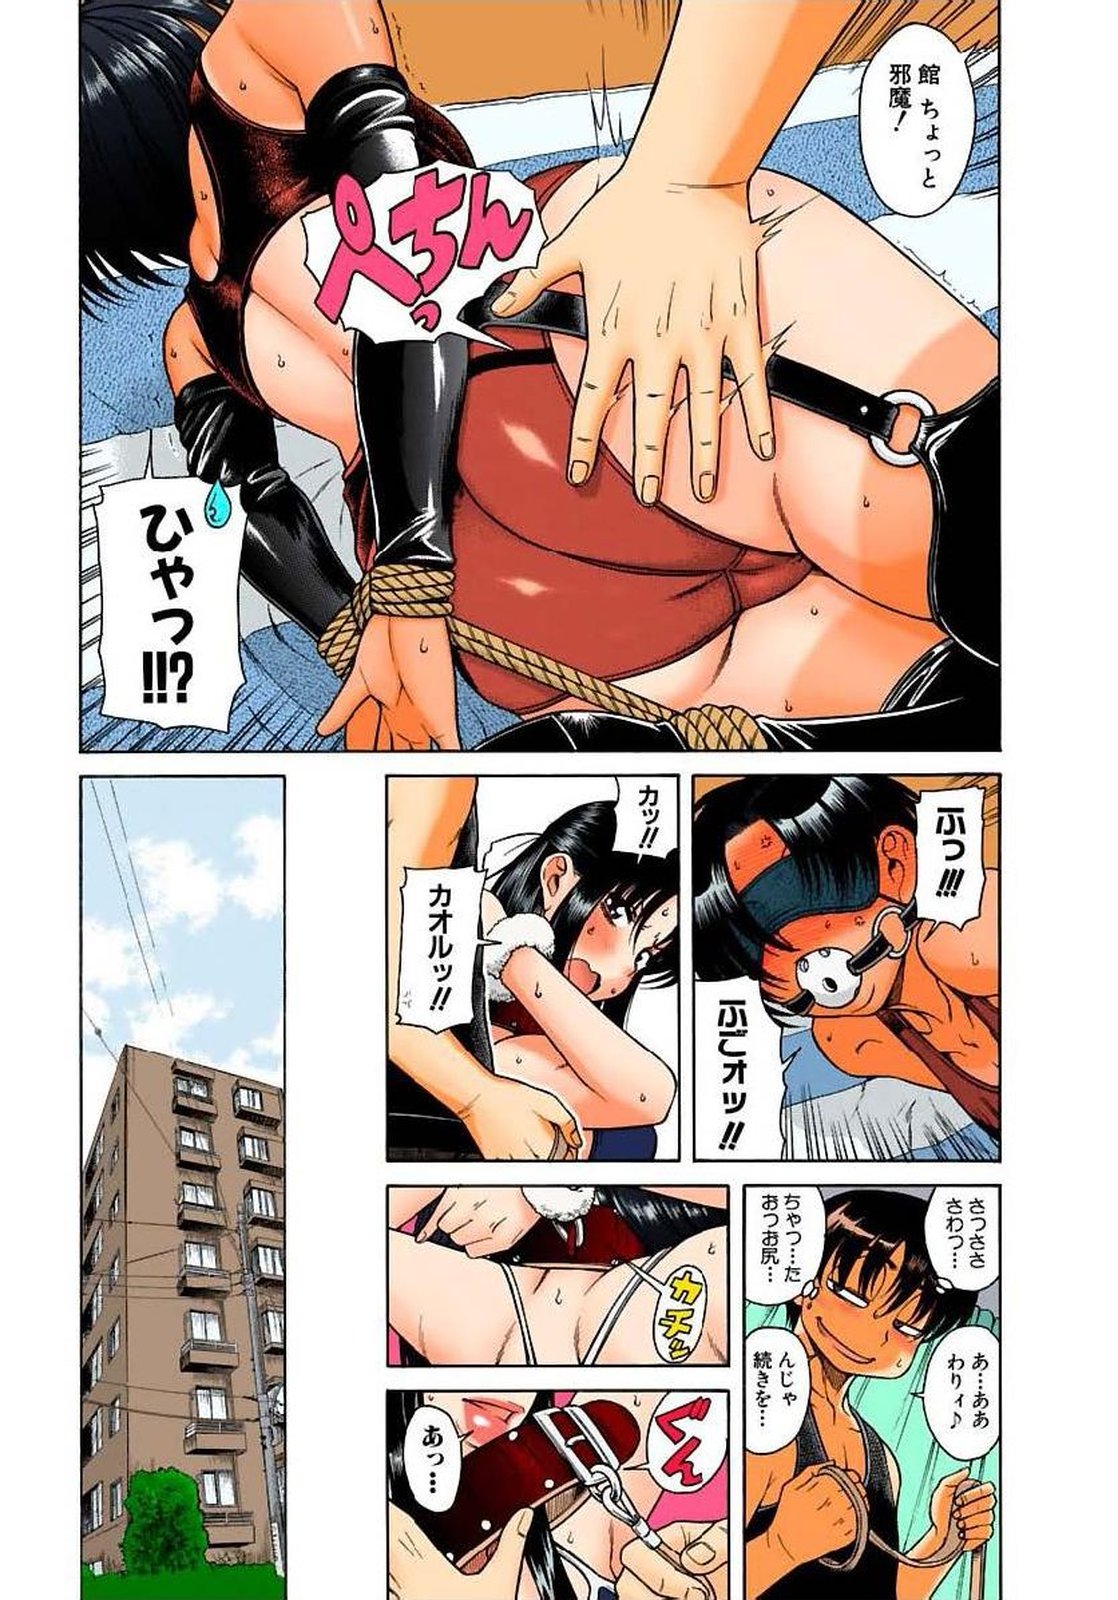 館 ちょっと
邪魔!
ぺちんっ
ひゃっ!!?
ふっ!!!
ふごォッ!!
カッ!!
カオルッ!!
さっささ
さわっ…
ちゃっ…た
おっお尻…
あ…ああ
わりィ♪
んじゃ
続きを…
カチッ
ぐん
あっ…